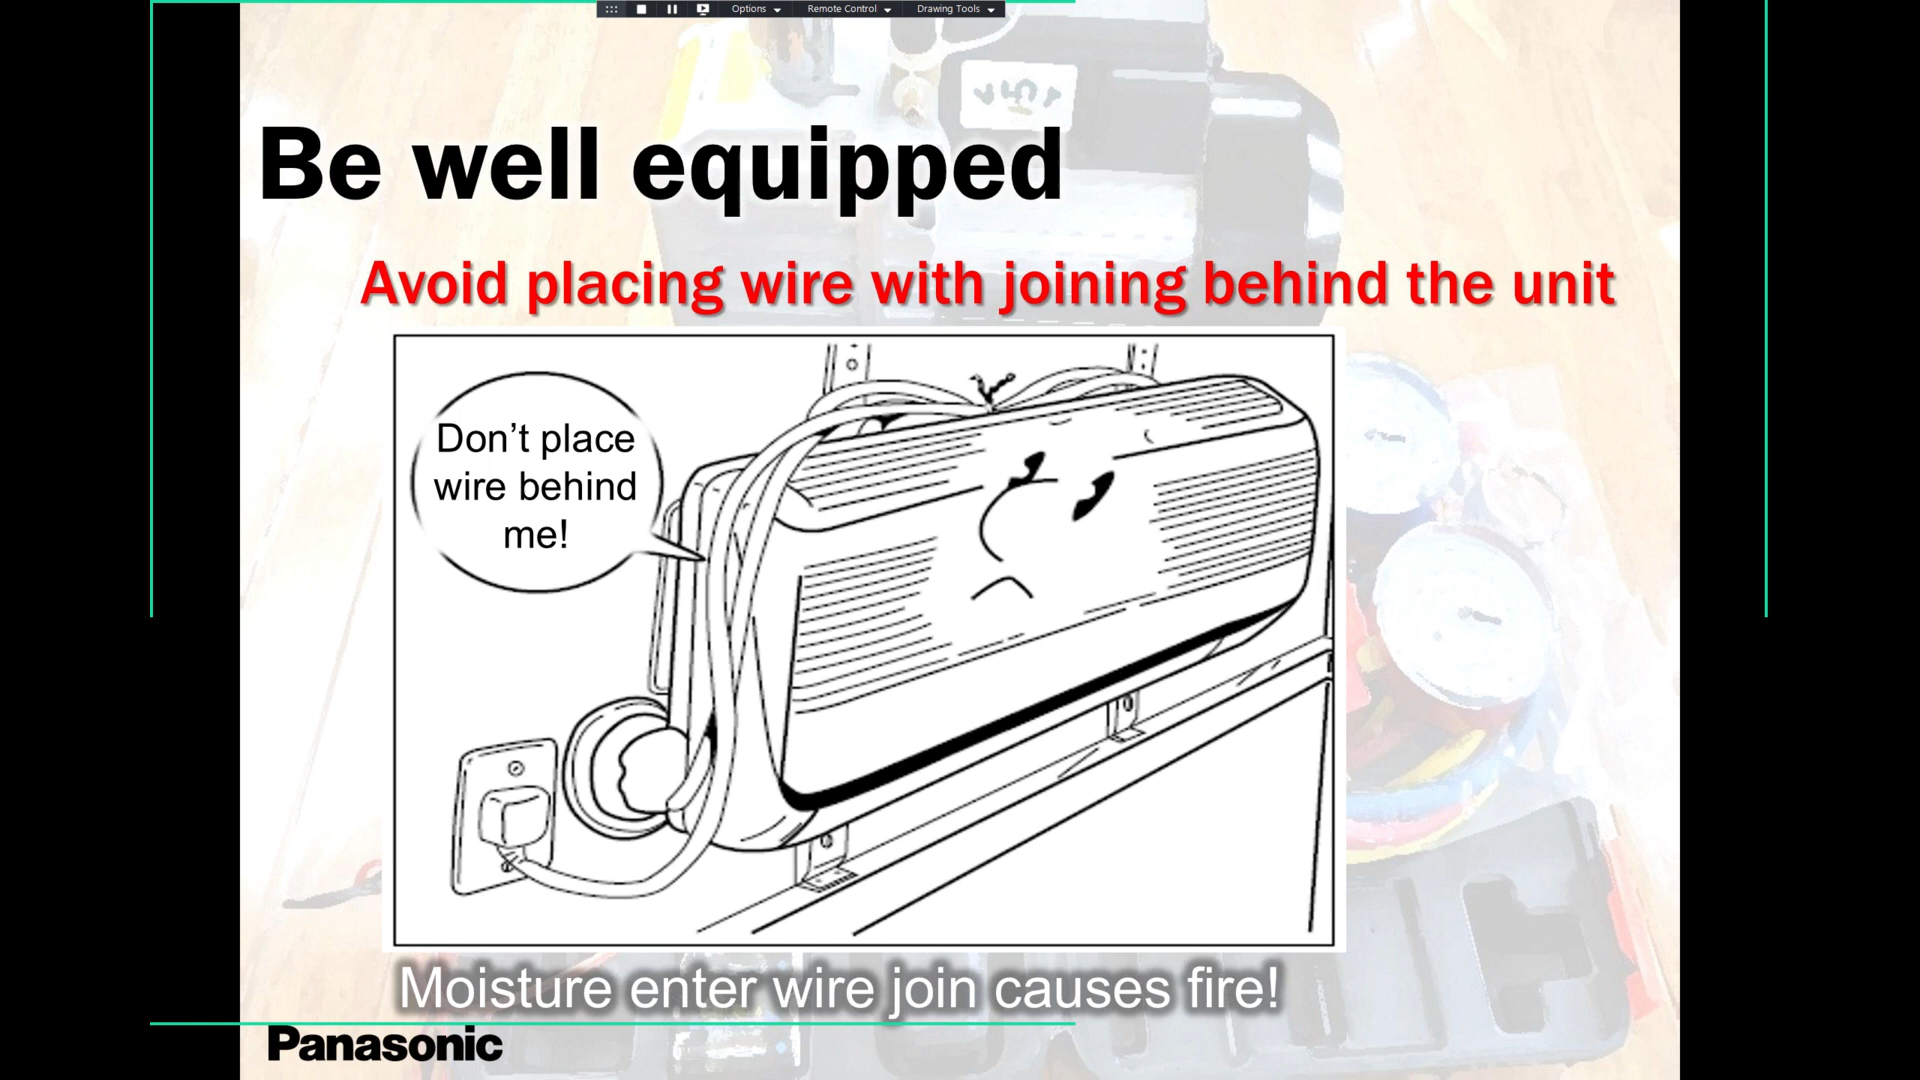 Options
Remote Control
Drawing Tools
Be well equipped
Avoid placing wire with joining behind the unit
Don't place
wire behind
me!
Moisture enter wire join causes fire!
Panasonic